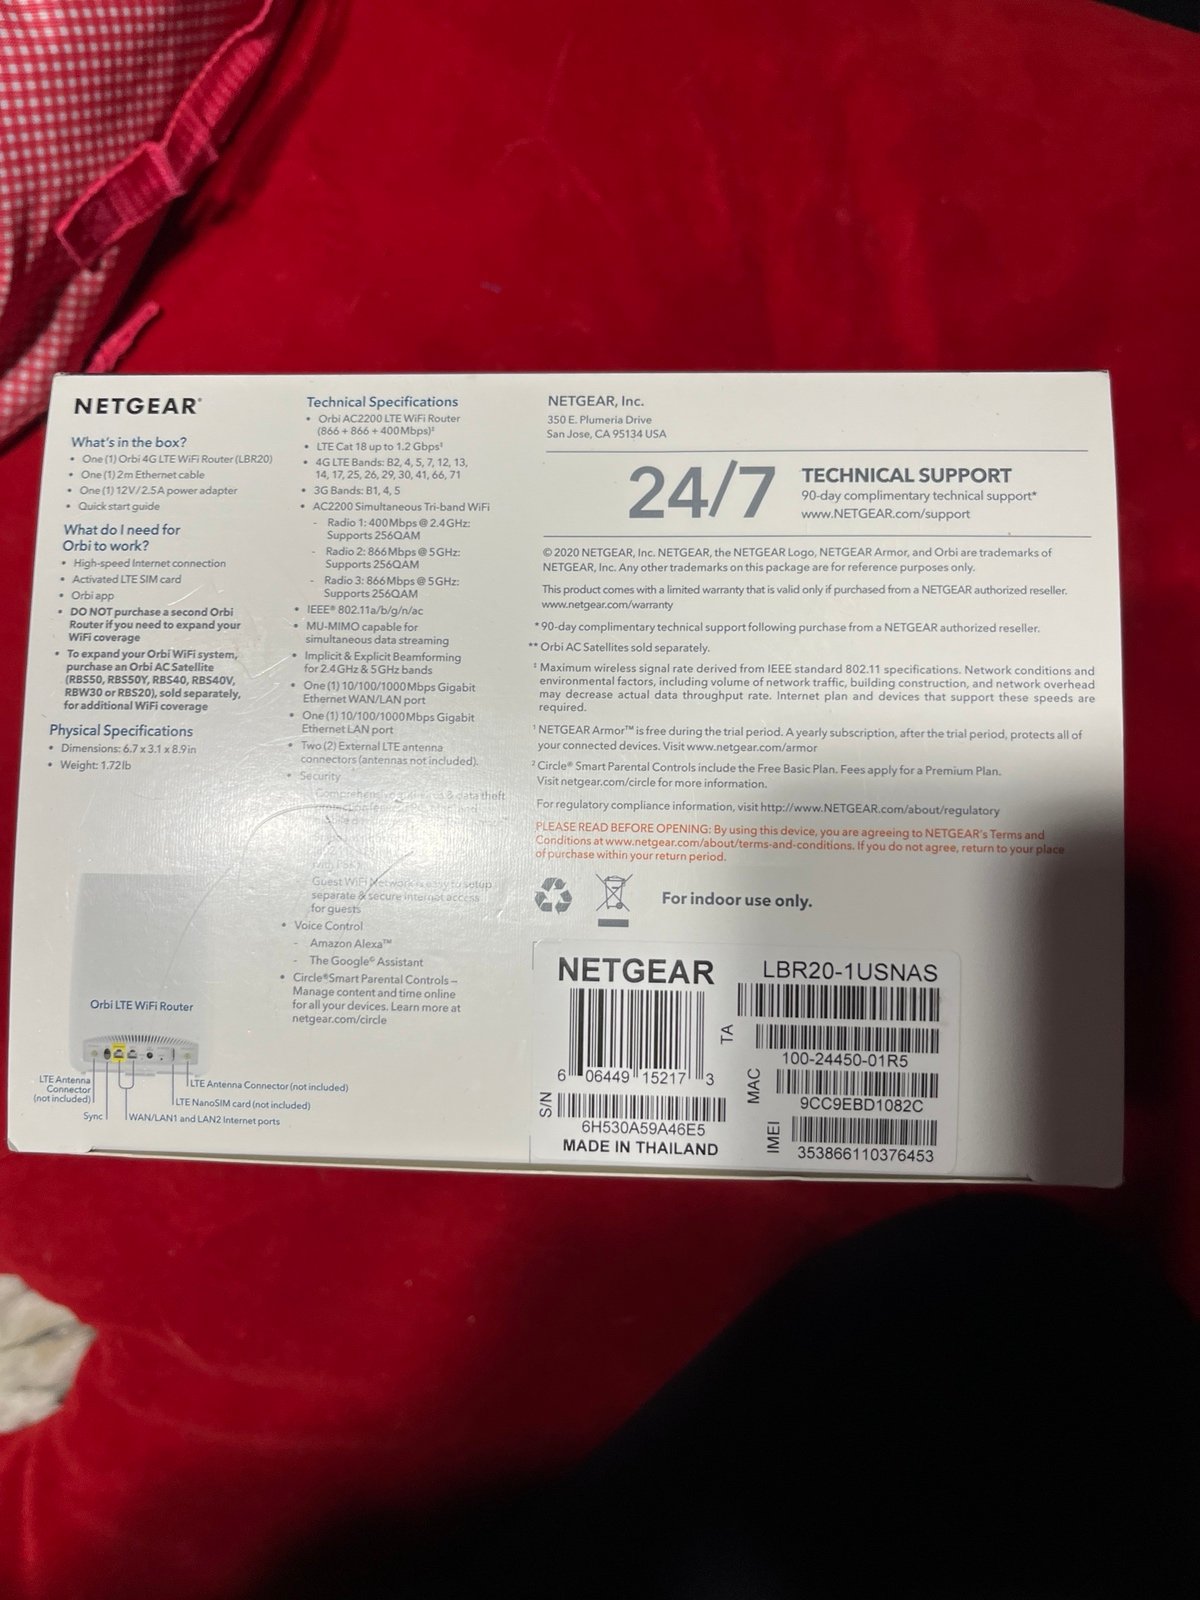 NETGEAR®
What's in the box?
• One (1) Orbi 4G LTE WiFi Router (LBR20)
• One (1) 2m Ethernet cable
• One (1) 12V/2.5A power adapter
• Quick start guide
What do I need for
Orbi to work?
• High-speed Internet connection
• Activated LTE SIM card
• Orbi app
• DO NOT purchase a second Orbi
Router if you need to expand your
WiFi coverage
• To expand your Orbi WiFi system,
purchase an Orbi AC Satellite
(RBS50, RBS50Y, RBS40, RBS40V,
RBW30 or RBS20), sold separately,
for additional WiFi coverage
Physical Specifications
• Dimensions: 6.7 x 3.1 x 8.9 in
• Weight: 1.72 lb
Orbi LTE WiFi Router
LTE Antenna
Connector
(not included)
Sync
WAN/LAN1 and LAN2 Internet ports
LTE NanoSIM card (not included)
LTE Antenna Connector (not included)
Technical Specifications
• Orbi AC2200 LTE WiFi Router
(866 + 866 + 400Mbps)‡
• LTE Cat 18 up to 1.2 Gbps‡
• 4G LTE Bands: B2, 4, 5, 7, 12, 13,
14, 17, 25, 26, 29, 30, 41, 66, 71
• 3G Bands: B1, 4, 5
• AC2200 Simultaneous Tri-band WiFi
- Radio 1: 400Mbps @ 2.4GHz:
Supports 256QAM
- Radio 2: 866Mbps @ 5GHz:
Supports 256QAM
- Radio 3: 866Mbps @ 5GHz:
Supports 256QAM
• IEEE® 802.11a/b/g/n/ac
• MU-MIMO capable for
simultaneous data streaming
• Implicit & Explicit Beamforming
for 2.4GHz & 5GHz bands
• One (1) 10/100/1000Mbps Gigabit
Ethernet WAN/LAN port
• One (1) 10/100/1000Mbps Gigabit
Ethernet LAN port
• Two (2) External LTE antenna
connectors (antennas not included).
• Security
Comprehensive & data theft
protection
Guest WiFi Network is easy to setup
separate & secure internet access
for guests
• Voice Control
- Amazon Alexa™
- The Google® Assistant
• Circle® Smart Parental Controls –
Manage content and time online
for all your devices. Learn more at
netgear.com/circle
NETGEAR, Inc.
350 E. Plumeria Drive
San Jose, CA 95134 USA
24/7
TECHNICAL SUPPORT
90-day complimentary technical support*
www.NETGEAR.com/support
© 2020 NETGEAR, Inc. NETGEAR, the NETGEAR Logo, NETGEAR Armor, and Orbi are trademarks of
NETGEAR, Inc. Any other trademarks on this package are for reference purposes only.
This product comes with a limited warranty that is valid only if purchased from a NETGEAR authorized reseller.
www.netgear.com/warranty
* 90-day complimentary technical support following purchase from a NETGEAR authorized reseller.
** Orbi AC Satellites sold separately.
‡ Maximum wireless signal rate derived from IEEE standard 802.11 specifications. Network conditions and
environmental factors, including volume of network traffic, building construction, and network overhead
may decrease actual data throughput rate. Internet plan and devices that support these speeds are
required.
¹ NETGEAR Armor™ is free during the trial period. A yearly subscription, after the trial period, protects all of
your connected devices. Visit www.netgear.com/armor
² Circle® Smart Parental Controls include the Free Basic Plan. Fees apply for a Premium Plan.
Visit netgear.com/circle for more information.
For regulatory compliance information, visit http://www.NETGEAR.com/about/regulatory
PLEASE READ BEFORE OPENING: By using this device, you are agreeing to NETGEAR's Terms and
Conditions at www.netgear.com/about/terms-and-conditions. If you do not agree, return to your place
of purchase within your return period.
For indoor use only.
NETGEAR
6 06449 15217 3
S/N
6H530A59A46E5
MADE IN THAILAND
LBR20-1USNAS
TA
100-24450-01R5
MAC
9CC9EBD1082C
IMEI
353866110376453